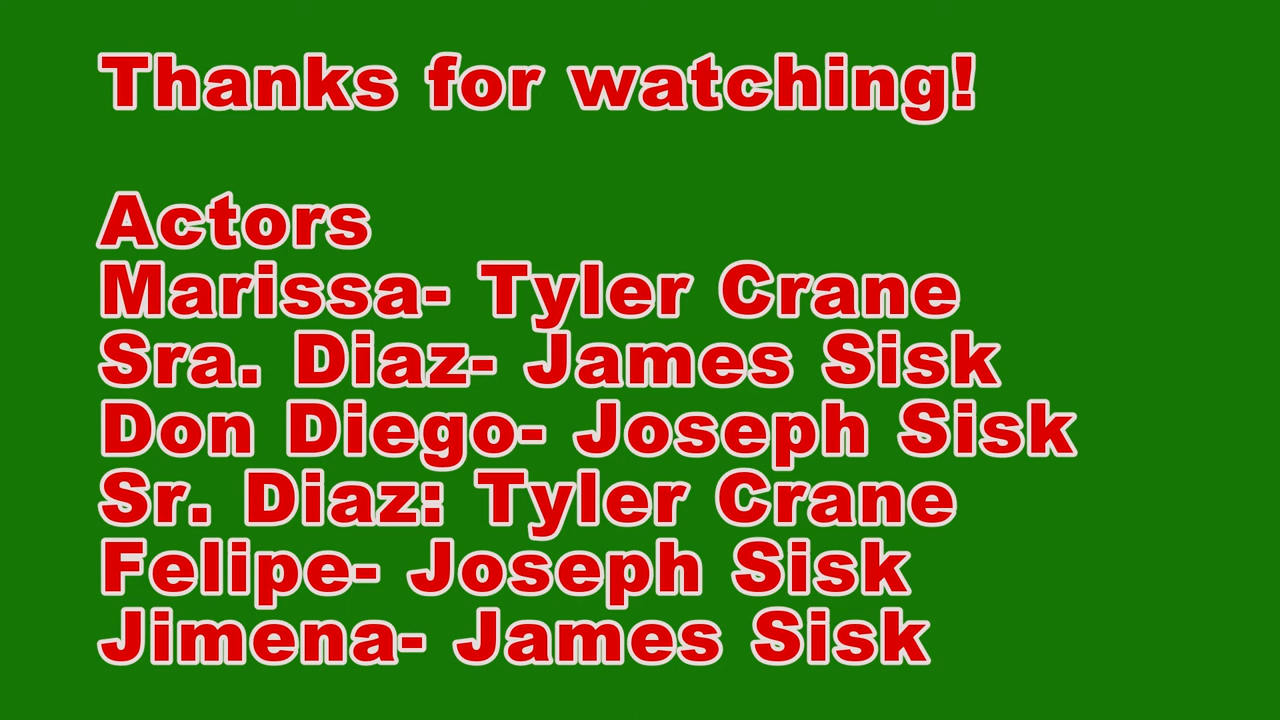 Thanks for watching!
Actors
Marissa- Tyler Crane
Sra. Diaz- James Sisk
Don Diego- Joseph Sisk
Sr. Diaz: Tyler Crane
Felipe- Joseph Sisk
Jimena- James Sisk